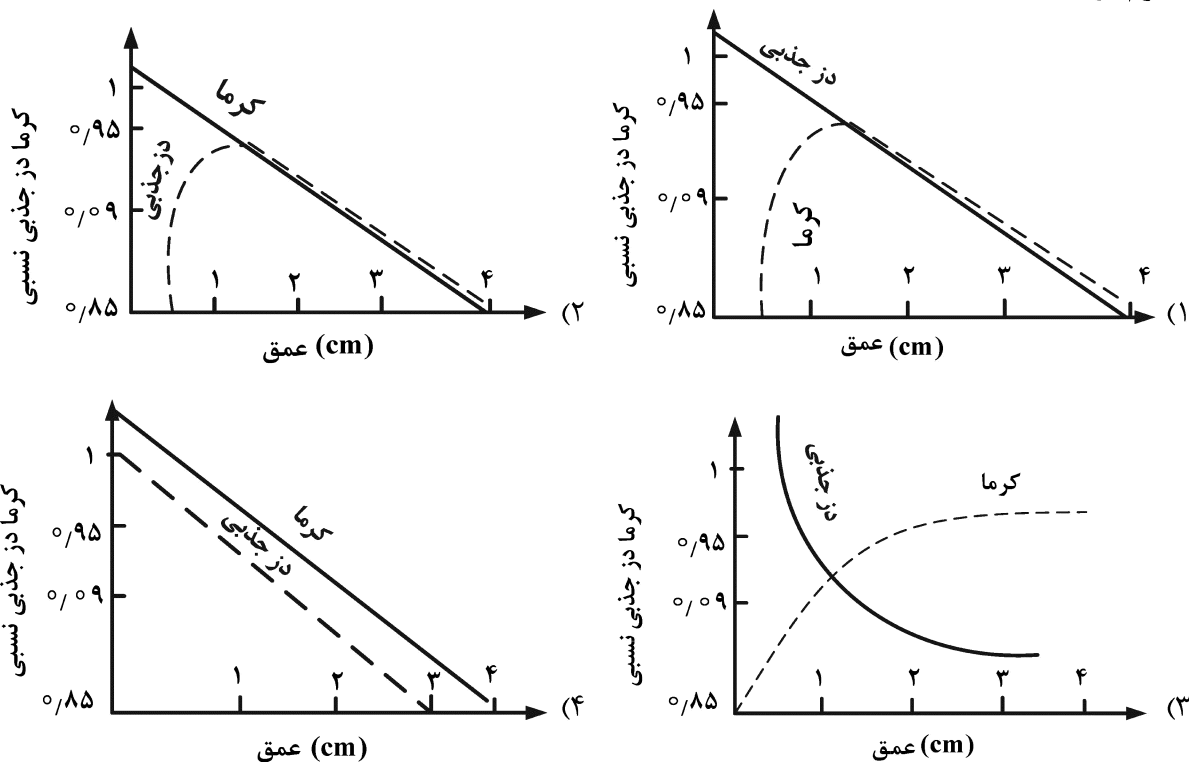 ۱
۰/۹۵
۰/۰۹
۰/۸۵
کرما دز جذبی نسبی
دز جذبی
کرما
۱ ۲ ۳ ۴
عمق (cm)
۱)
۱
۰/۹۵
۰/۰۹
۰/۸۵
کرما دز جذبی نسبی
کرما
دز جذبی
۱ ۲ ۳ ۴
عمق (cm)
۲)
۱
۰/۹۵
۰/۰۹
۰/۸۵
کرما دز جذبی نسبی
دز جذبی
کرما
۱ ۲ ۳ ۴
عمق (cm)
۳)
۱
۰/۹۵
۰/۰۹
۰/۸۵
کرما دز جذبی نسبی
کرما
دز جذبی
۱ ۲ ۳ ۴
عمق (cm)
۴)